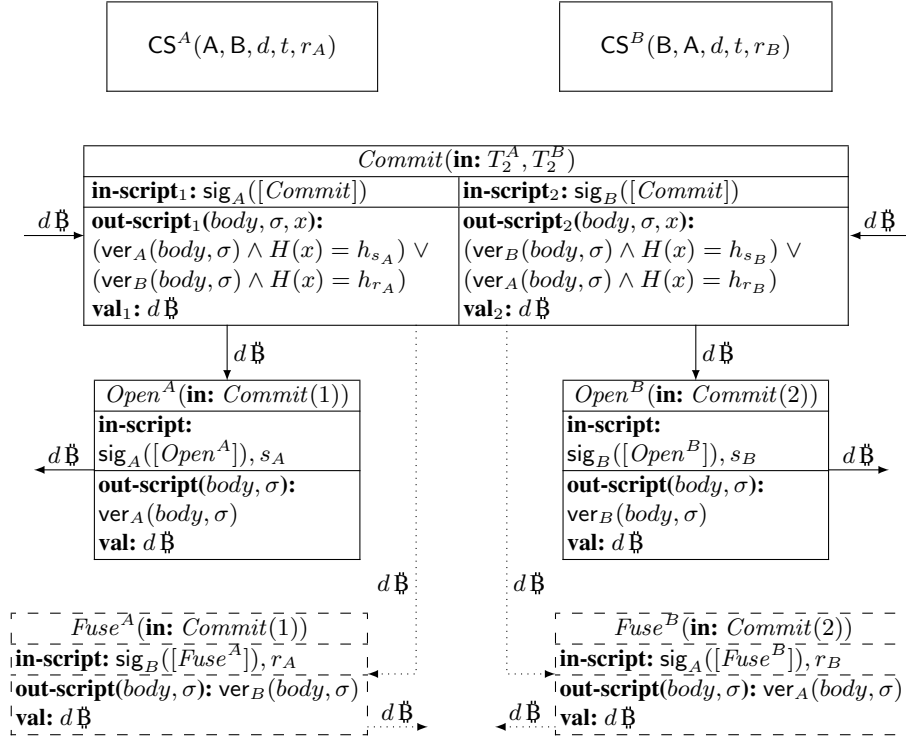 CS^A(A, B, d, t, r_A)
CS^B(B, A, d, t, r_B)
Commit(in: T_2^A, T_2^B)
in-script_1: sig_A([Commit])
in-script_2: sig_B([Commit])
d ₿
out-script_1(body, σ, x):
(ver_A(body, σ) ∧ H(x) = h_{s_A}) ∨
(ver_B(body, σ) ∧ H(x) = h_{r_A})
val_1: d ₿
out-script_2(body, σ, x):
(ver_B(body, σ) ∧ H(x) = h_{s_B}) ∨
(ver_A(body, σ) ∧ H(x) = h_{r_B})
val_2: d ₿
d ₿
d ₿
d ₿
Open^A(in: Commit(1))
in-script:
sig_A([Open^A]), s_A
out-script(body, σ):
ver_A(body, σ)
val: d ₿
d ₿
Open^B(in: Commit(2))
in-script:
sig_B([Open^B]), s_B
out-script(body, σ):
ver_B(body, σ)
val: d ₿
d ₿
d ₿
d ₿
Fuse^A(in: Commit(1))
in-script: sig_B([Fuse^A]), r_A
out-script(body, σ): ver_B(body, σ)
val: d ₿
d ₿
Fuse^B(in: Commit(2))
in-script: sig_A([Fuse^B]), r_B
out-script(body, σ): ver_A(body, σ)
val: d ₿
d ₿